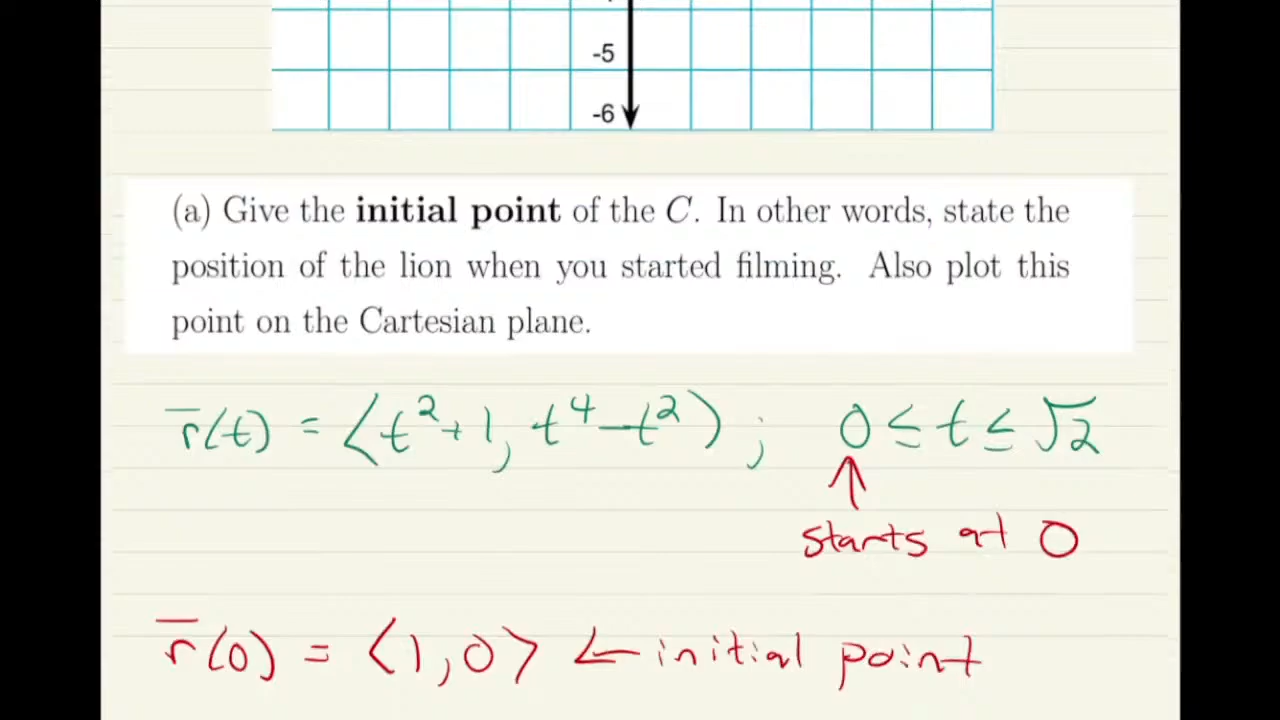 -5
-6
(a) Give the initial point of the C. In other words, state the
position of the lion when you started filming. Also plot this
point on the Cartesian plane.
r̅(t) = ⟨t²+1, t⁴−t²⟩; 0 ≤ t ≤ √2
↑
starts at 0
r̅(0) = ⟨1,0⟩ ← initial point